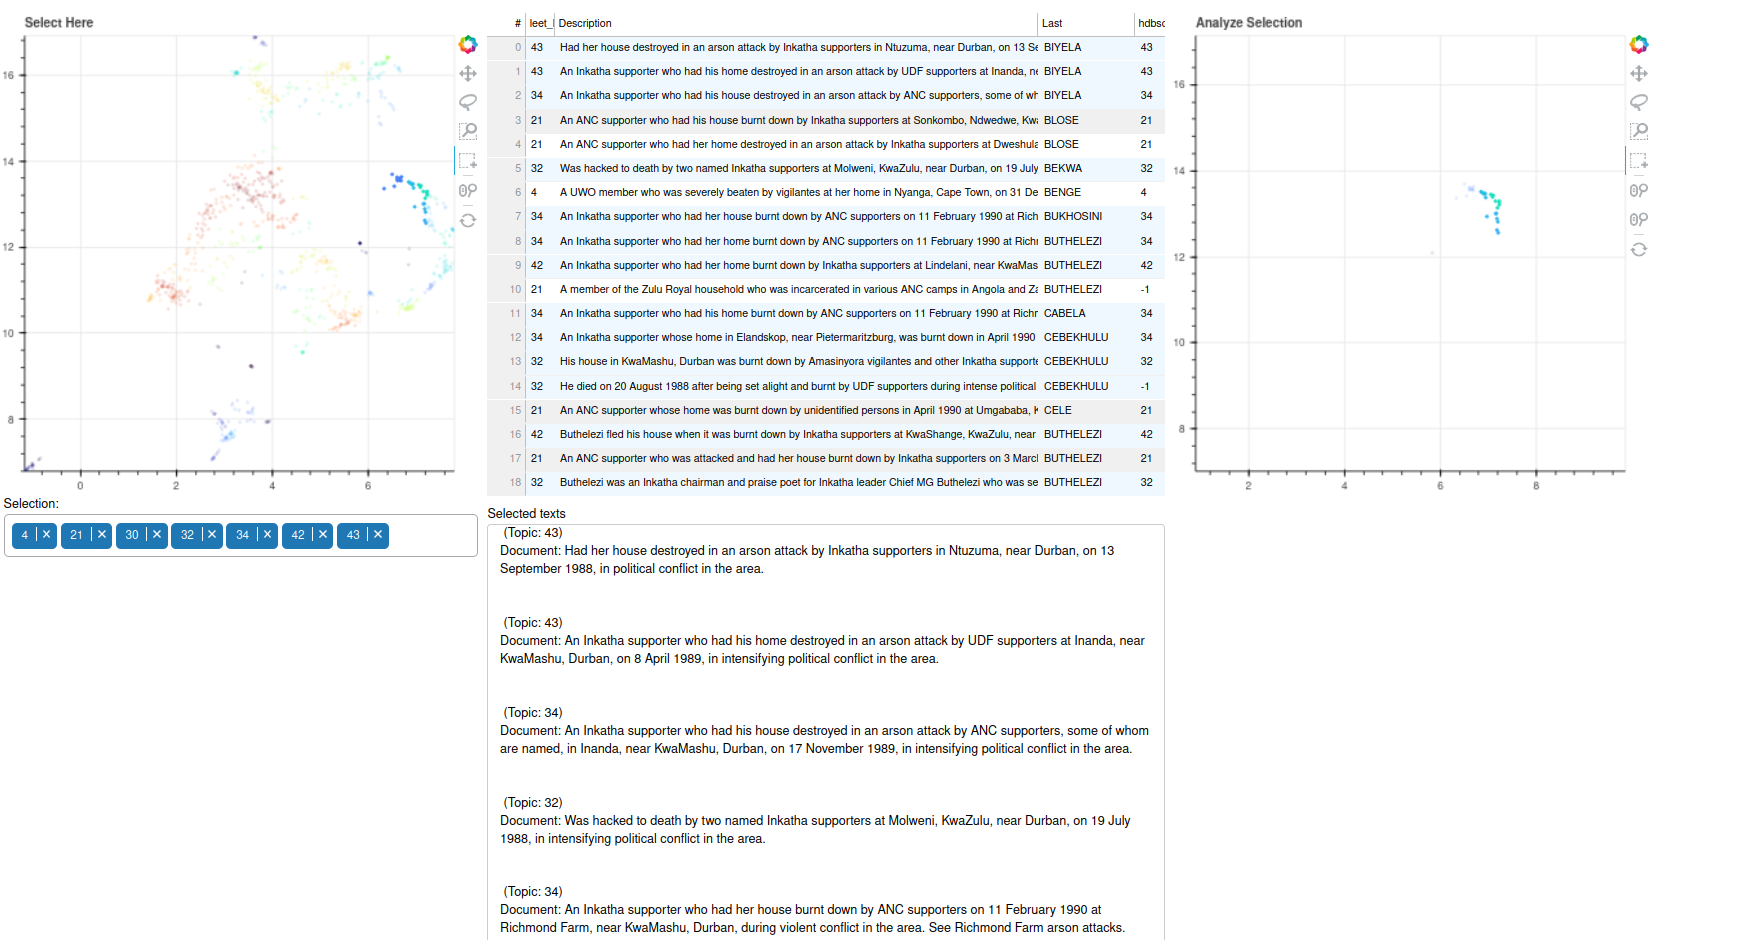 Select Here
16
14
12
10
8
0 2 4 6
Selection:
4 | × 21 | × 30 | × 32 | × 34 | × 42 | × 43 | ×
# leet_ Description Last hdbsc
0 43 Had her house destroyed in an arson attack by Inkatha supporters in Ntuzuma, near Durban, on 13 Se BIYELA 43
1 43 An Inkatha supporter who had his home destroyed in an arson attack by UDF supporters at Inanda, ne BIYELA 43
2 34 An Inkatha supporter who had his house destroyed in an arson attack by ANC supporters, some of wh BIYELA 34
3 21 An ANC supporter who had his house burnt down by Inkatha supporters at Sonkombo, Ndwedwe, Kwa BLOSE 21
4 21 An ANC supporter who had her home destroyed in an arson attack by Inkatha supporters at Dweshula BLOSE 21
5 32 Was hacked to death by two named Inkatha supporters at Molweni, KwaZulu, near Durban, on 19 July BEKWA 32
6 4 A UWO member who was severely beaten by vigilantes at her home in Nyanga, Cape Town, on 31 De BENGE 4
7 34 An Inkatha supporter who had her house burnt down by ANC supporters on 11 February 1990 at Rich BUKHOSINI 34
8 34 An Inkatha supporter who had her home burnt down by ANC supporters on 11 February 1990 at Richr BUTHELEZI 34
9 42 An Inkatha supporter who had her home burnt down by Inkatha supporters at Lindelani, near KwaMas BUTHELEZI 42
10 21 A member of the Zulu Royal household who was incarcerated in various ANC camps in Angola and Za BUTHELEZI -1
11 34 An Inkatha supporter who had his home burnt down by ANC supporters on 11 February 1990 at Richr CABELA 34
12 34 An Inkatha supporter whose home in Elandskop, near Pietermaritzburg, was burnt down in April 1990 CEBEKHULU 34
13 32 His house in KwaMashu, Durban was burnt down by Amasinyora vigilantes and other Inkatha supporte CEBEKHULU 32
14 32 He died on 20 August 1988 after being set alight and burnt by UDF supporters during intense political CEBEKHULU -1
15 21 An ANC supporter whose home was burnt down by unidentified persons in April 1990 at Umgababa, K CELE 21
16 42 Buthelezi fled his house when it was burnt down by Inkatha supporters at KwaShange, KwaZulu, near BUTHELEZI 42
17 21 An ANC supporter who was attacked and had her house burnt down by Inkatha supporters on 3 March BUTHELEZI 21
18 32 Buthelezi was an Inkatha chairman and praise poet for Inkatha leader Chief MG Buthelezi who was se BUTHELEZI 32
Selected texts
(Topic: 43)
Document: Had her house destroyed in an arson attack by Inkatha supporters in Ntuzuma, near Durban, on 13
September 1988, in political conflict in the area.
(Topic: 43)
Document: An Inkatha supporter who had his home destroyed in an arson attack by UDF supporters at Inanda, near
KwaMashu, Durban, on 8 April 1989, in intensifying political conflict in the area.
(Topic: 34)
Document: An Inkatha supporter who had his house destroyed in an arson attack by ANC supporters, some of whom
are named, in Inanda, near KwaMashu, Durban, on 17 November 1989, in intensifying political conflict in the area.
(Topic: 32)
Document: Was hacked to death by two named Inkatha supporters at Molweni, KwaZulu, near Durban, on 19 July
1988, in intensifying political conflict in the area.
(Topic: 34)
Document: An Inkatha supporter who had her house burnt down by ANC supporters on 11 February 1990 at
Richmond Farm, near KwaMashu, Durban, during violent conflict in the area. See Richmond Farm arson attacks.
Analyze Selection
16
14
12
10
8
2 4 6 8